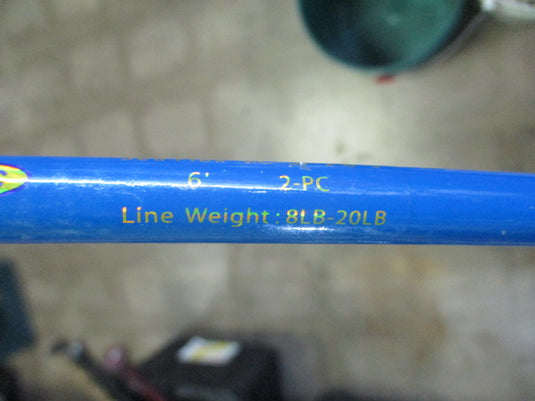 6' 2-PC
Line Weight: 8LB-20LB